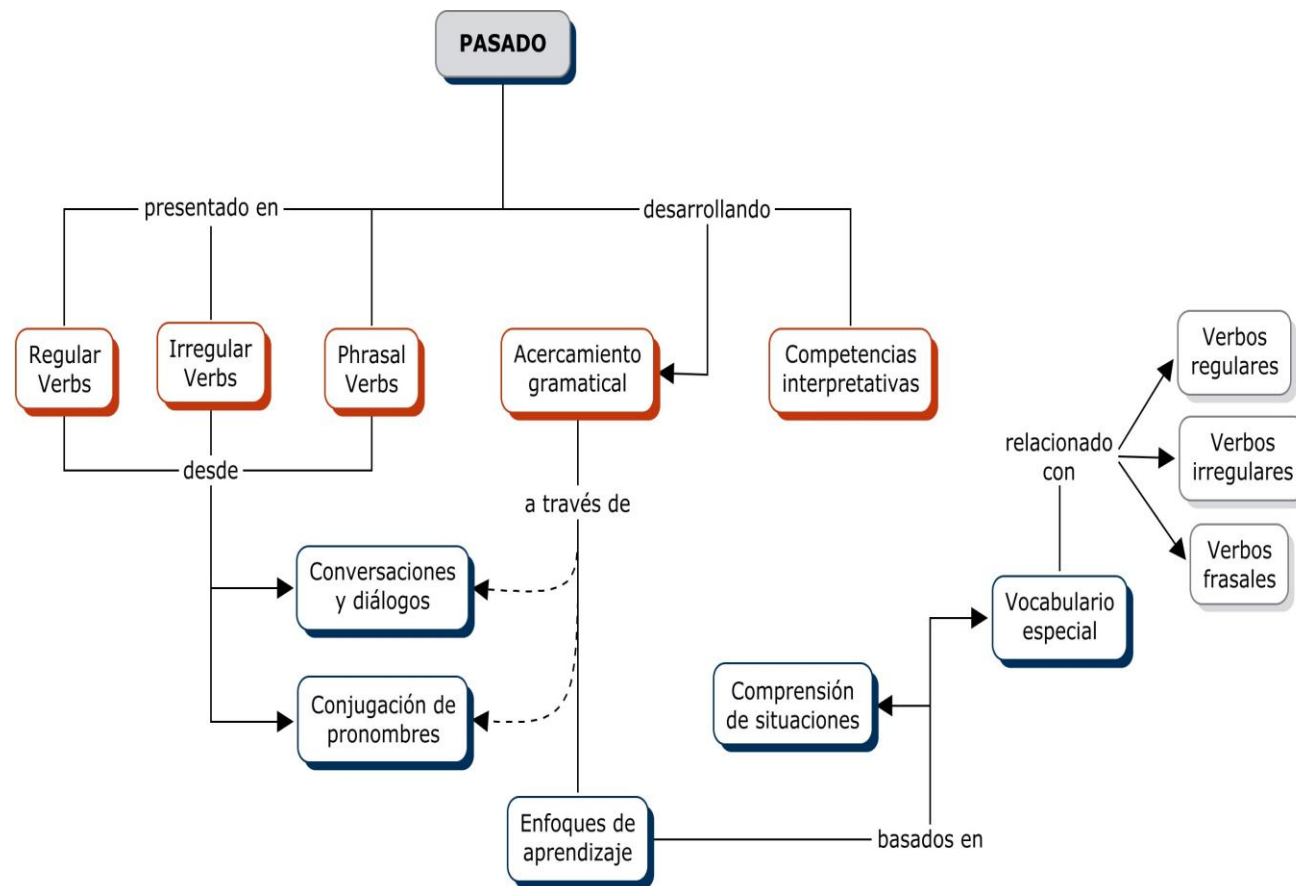 PASADO
presentado en
desarrollando
Regular
Verbs
Irregular
Verbs
Phrasal
Verbs
Acercamiento
gramatical
Competencias
interpretativas
Verbos
regulares
relacionado
con
Verbos
irregulares
Verbos
frasales
desde
a través de
Conversaciones
y diálogos
Vocabulario
especial
Conjugación de
pronombres
Comprensión
de situaciones
Enfoques de
aprendizaje
basados en